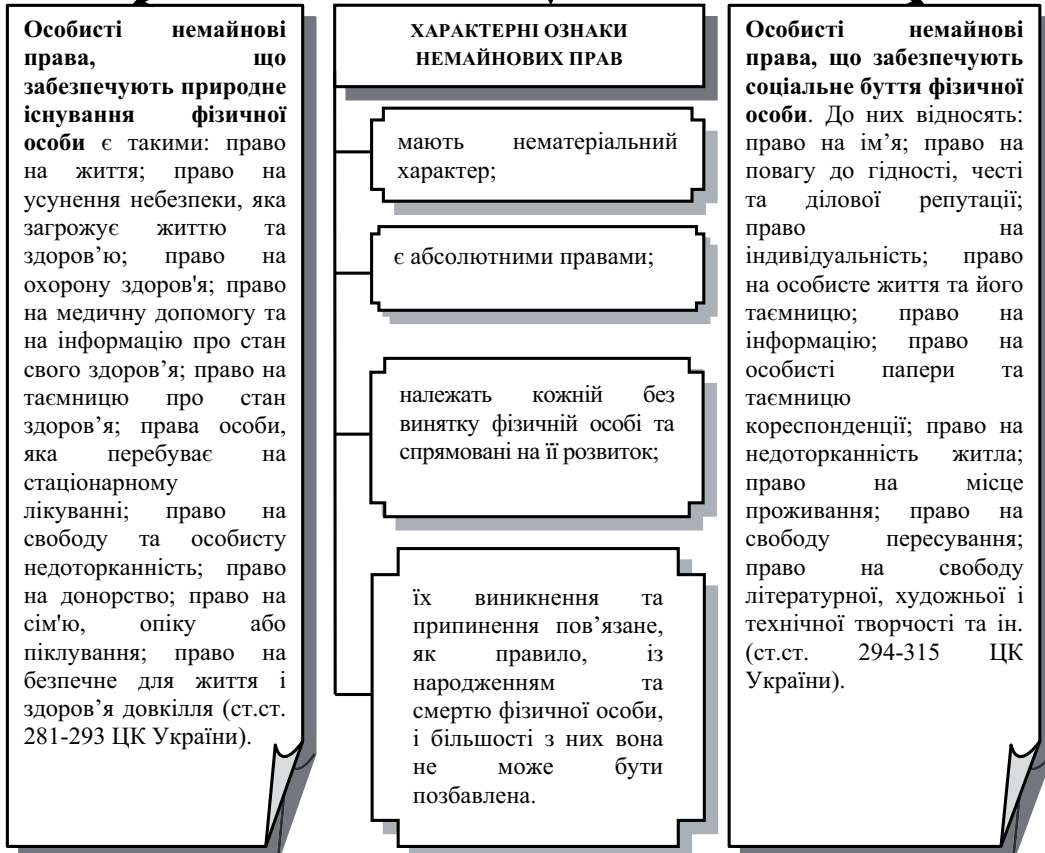 Особисті немайнові
права, що
забезпечують природне
існування фізичної
особи є такими: право
на життя; право на
усунення небезпеки, яка
загрожує життю та
здоров’ю; право на
охорону здоров'я; право
на медичну допомогу та
на інформацію про стан
свого здоров’я; право на
таємницю про стан
здоров’я; права особи,
яка перебуває на
стаціонарному
лікуванні; право на
свободу та особисту
недоторканність; право
на донорство; право на
сім'ю, опіку або
піклування; право на
безпечне для життя і
здоров’я довкілля (ст.ст.
281-293 ЦК України).
ХАРАКТЕРНІ ОЗНАКИ
НЕМАЙНОВИХ ПРАВ
мають нематеріальний
характер;
є абсолютними правами;
належать кожній без
винятку фізичній особі та
спрямовані на її розвиток;
їх виникнення та
припинення пов’язане,
як правило, із
народженням та
смертю фізичної особи,
і більшості з них вона
не може бути
позбавлена.
Особисті немайнові
права, що забезпечують
соціальне буття фізичної
особи. До них відносять:
право на ім’я; право на
повагу до гідності, честі
та ділової репутації;
право на
індивідуальність; право
на особисте життя та його
таємницю; право на
інформацію; право на
особисті папери та
таємницю
кореспонденції; право на
недоторканність житла;
право на місце
проживання; право на
свободу пересування;
право на свободу
літературної, художньої і
технічної творчості та ін.
(ст.ст. 294-315 ЦК
України).